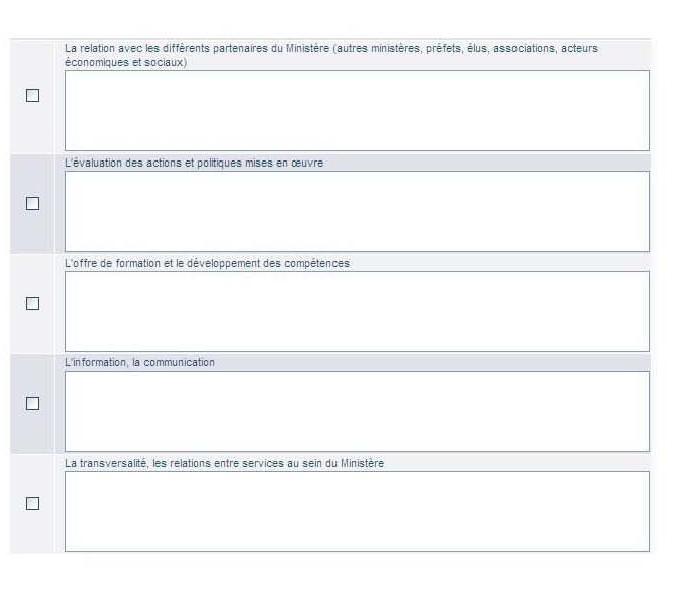 La relation avec les différents partenaires du Ministère (autres ministères, préfets, élus, associations, acteurs
économiques et sociaux)
L'évaluation des actions et politiques mises en œuvre
L'offre de formation et le développement des compétences
L'information, la communication
La transversalité, les relations entre services au sein du Ministère